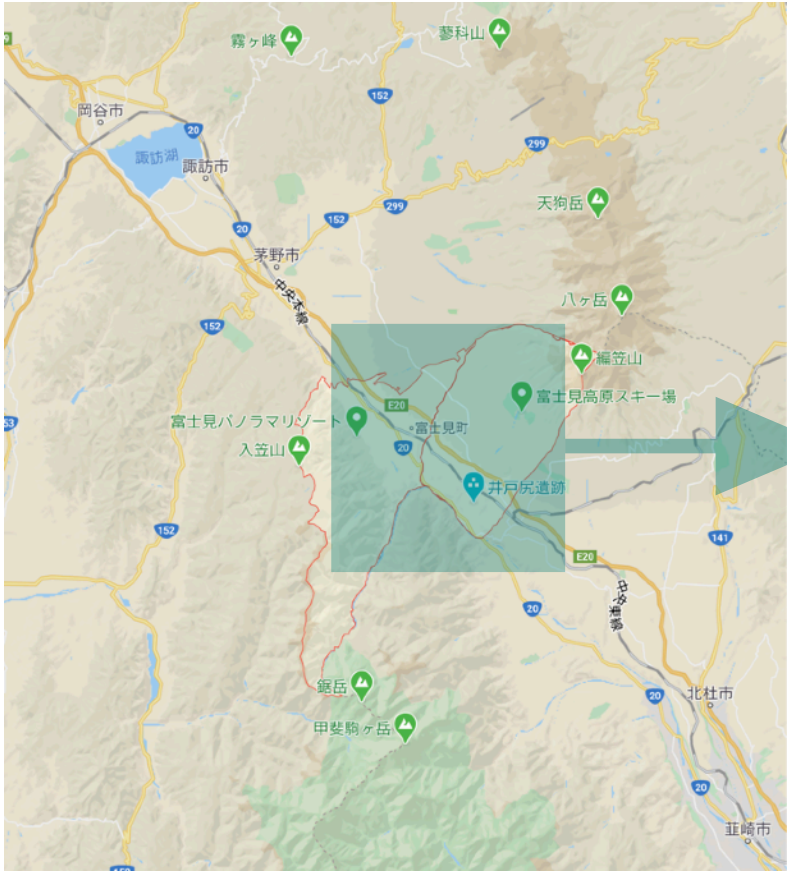 霧ヶ峰
蓼科山
岡谷市
152
20
諏訪湖
諏訪市
299
天狗岳
152
299
20
茅野市
中央本線
八ヶ岳
152
編笠山
E20
富士見高原スキー場
富士見パノラマリゾート
富士見町
入笠山
20
井戸尻遺跡
152
141
E20
中央東線
20
鋸岳
20
北杜市
甲斐駒ヶ岳
20
韮崎市